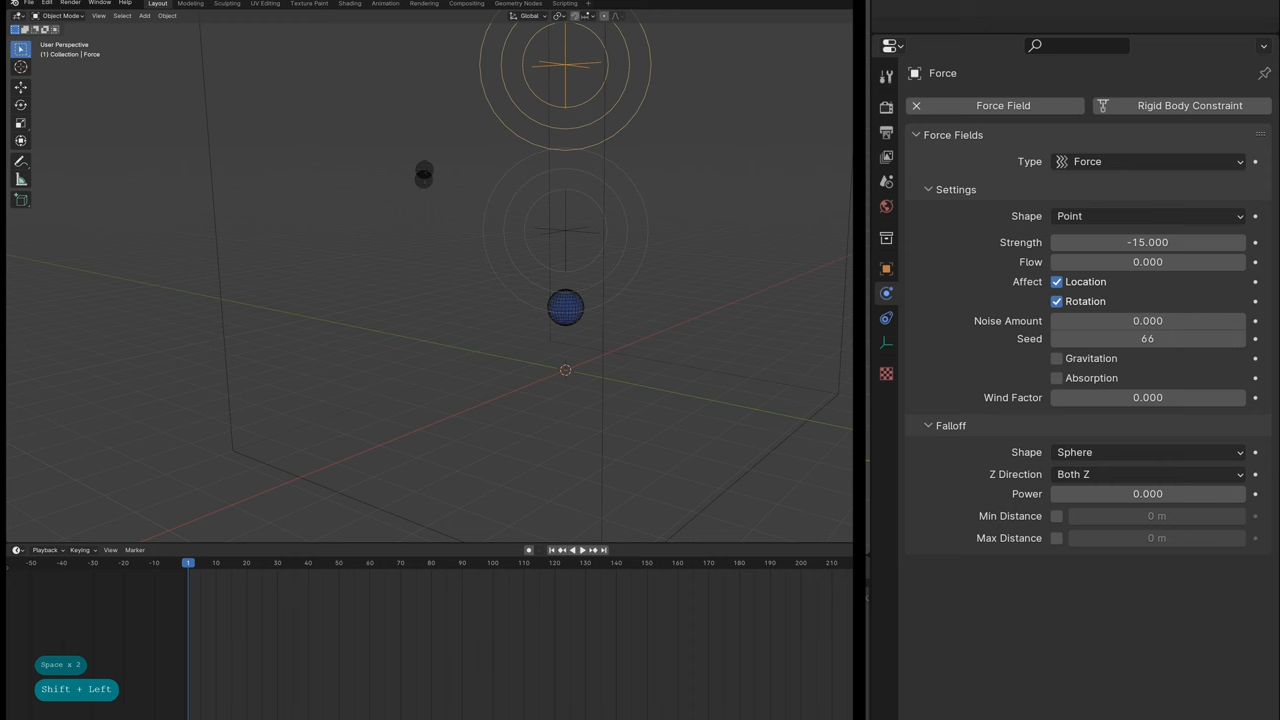 File Edit Render Window Help Layout Modeling Sculpting UV Editing Texture Paint Shading Animation Rendering Compositing Geometry Nodes Scripting +
Object Mode View Select Add Object Global
User Perspective
(1) Collection | Force
Force
Force Field Rigid Body Constraint
Force Fields
Type Force
Settings
Shape Point
Strength -15.000
Flow 0.000
Affect Location
Rotation
Noise Amount 0.000
Seed 66
Gravitation
Absorption
Wind Factor 0.000
Falloff
Shape Sphere
Z Direction Both Z
Power 0.000
Min Distance 0 m
Max Distance 0 m
Playback Keying View Marker
-50 -40 -30 -20 -10 1 10 20 30 40 50 60 70 80 90 100 110 120 130 140 150 160 170 180 190 200 210
Space x 2
Shift + Left